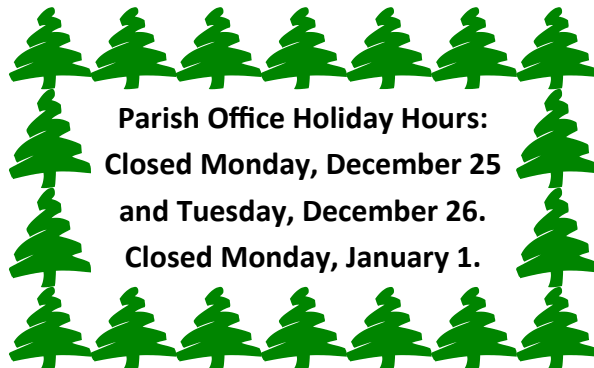 Parish Office Holiday Hours:
Closed Monday, December 25
and Tuesday, December 26.
Closed Monday, January 1.